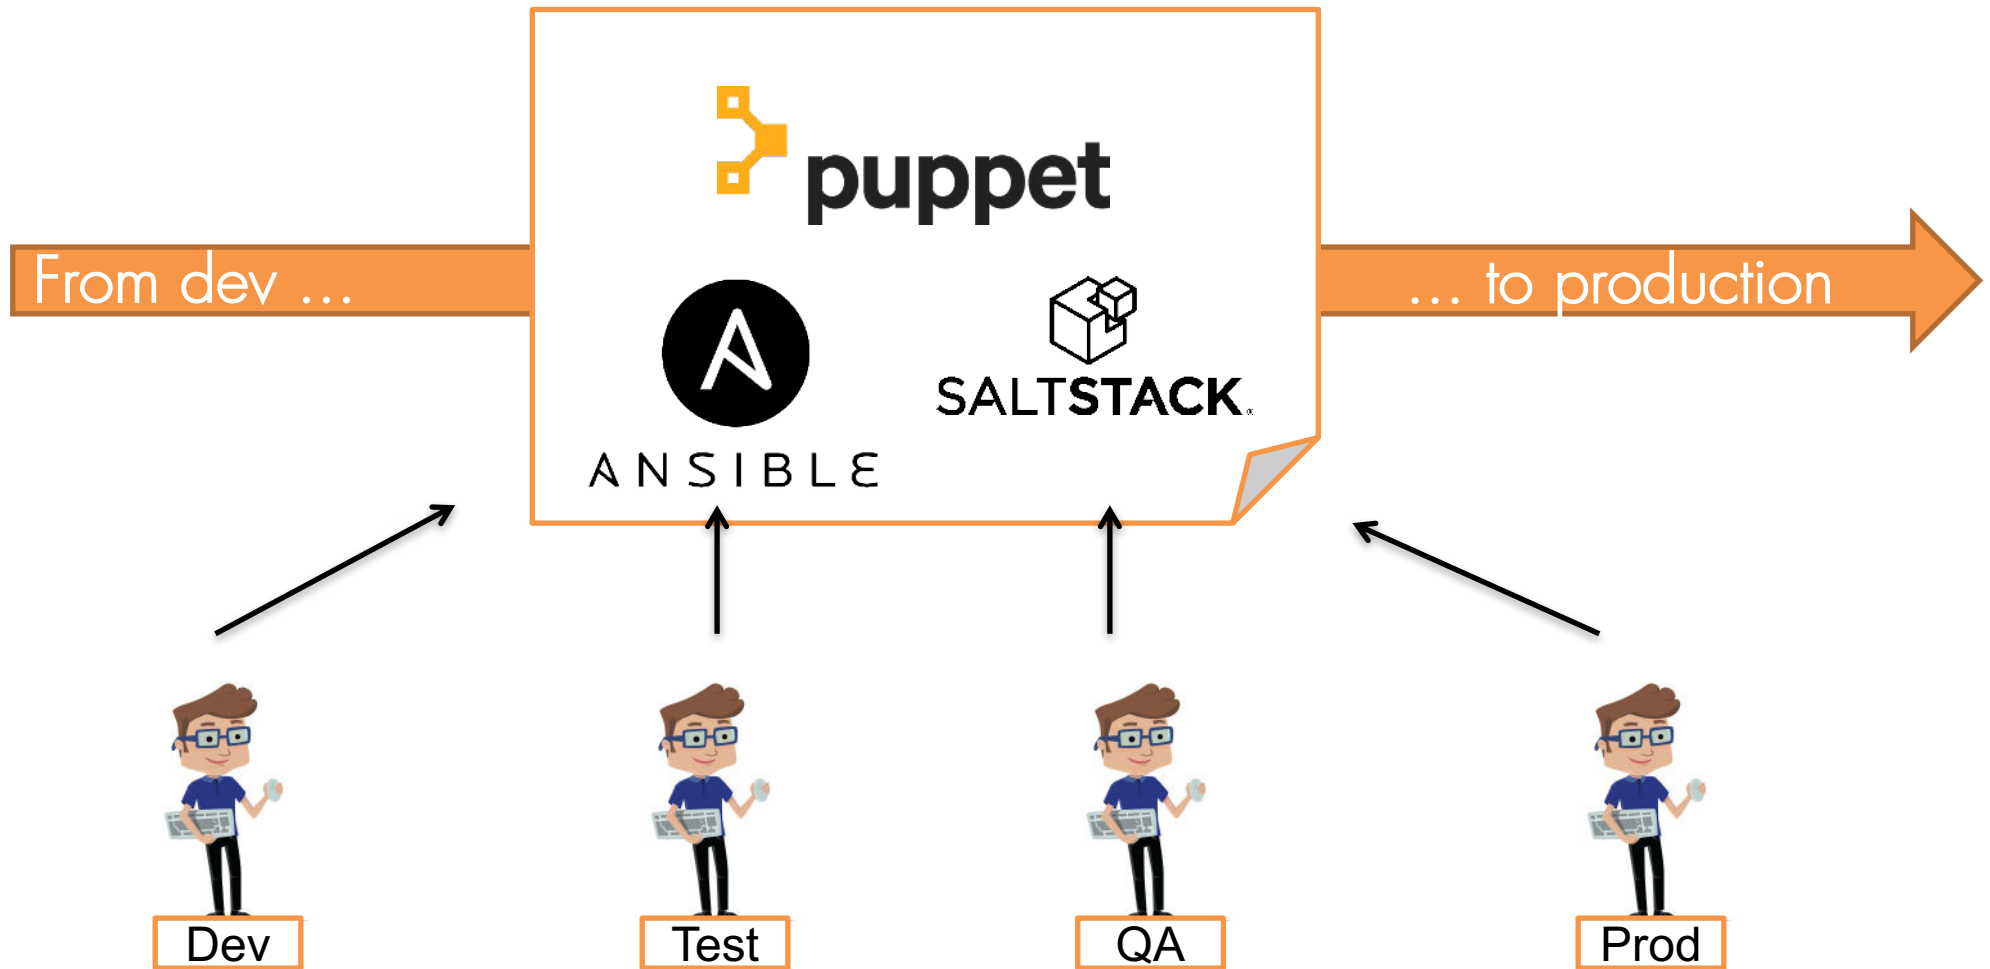 puppet
From dev ...
... to production
SALTSTACK
ANSIBLE
Dev
Test
QA
Prod